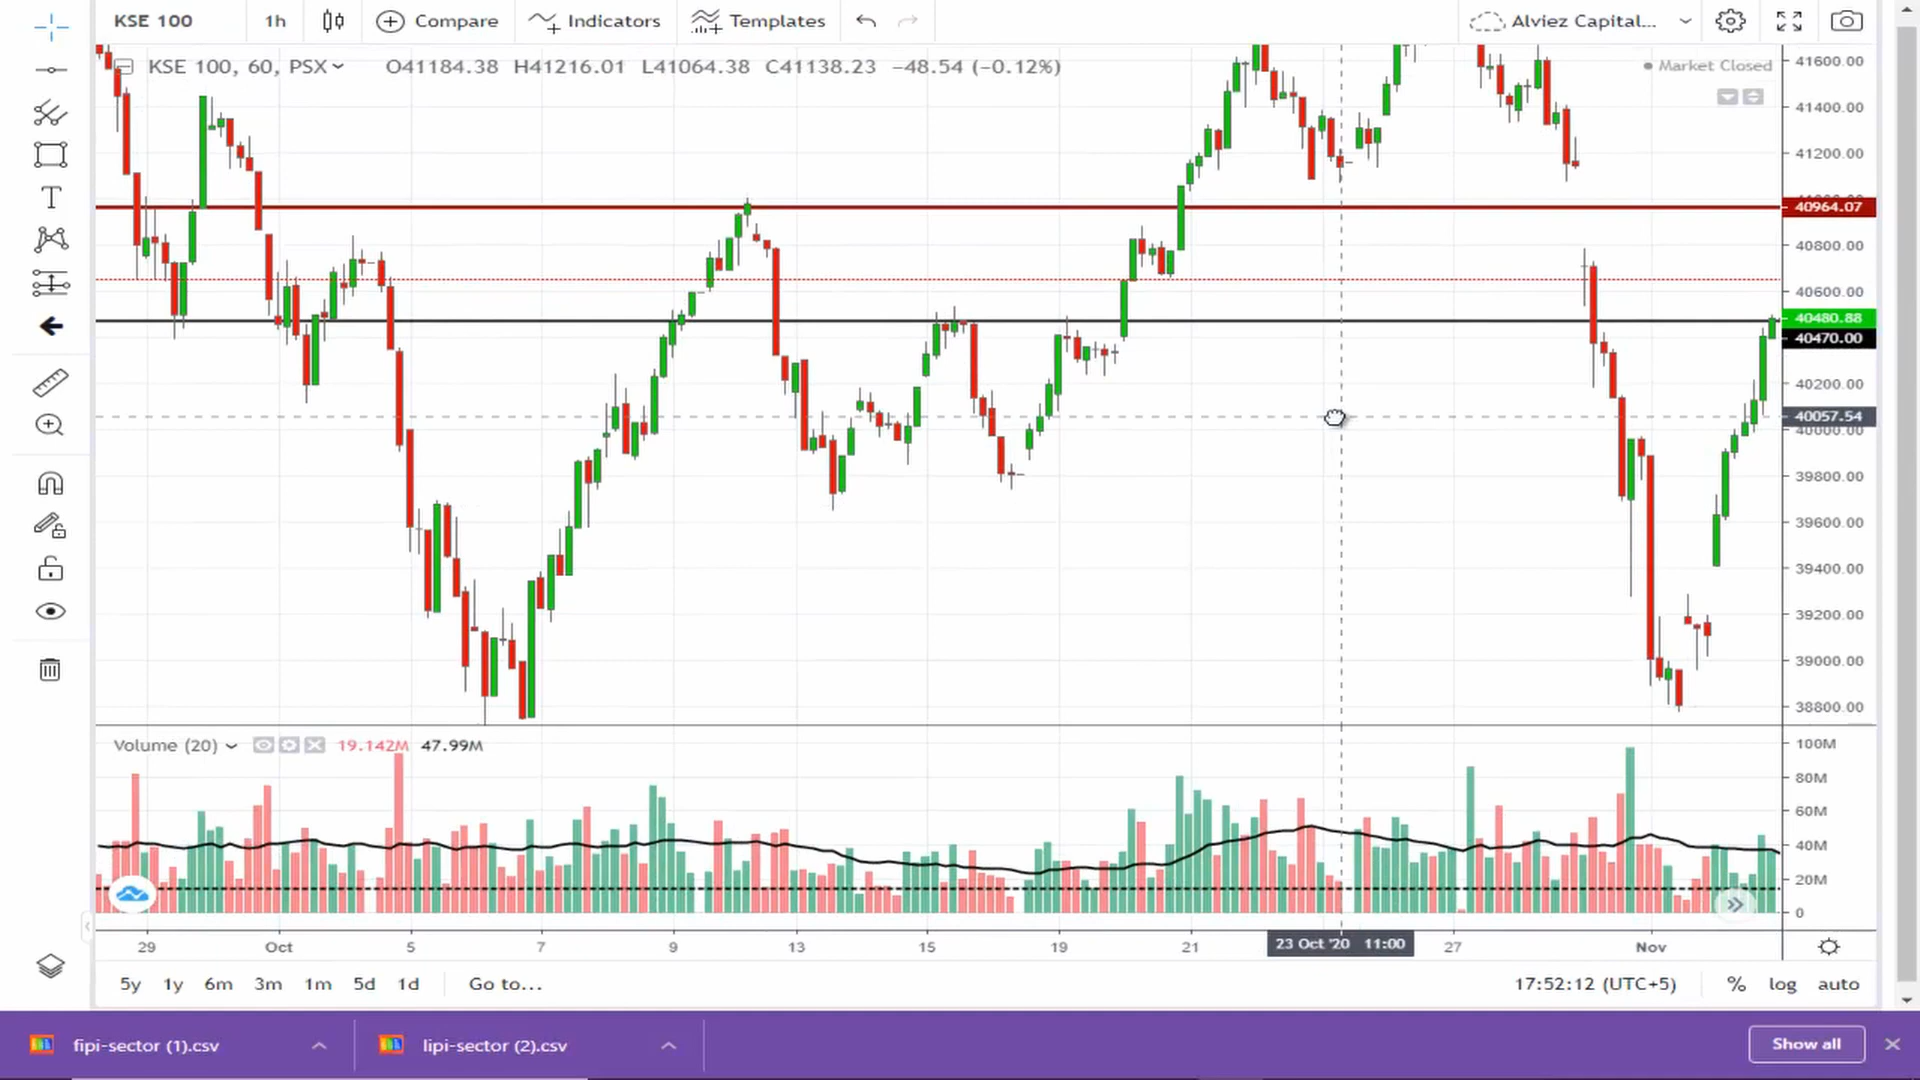 KSE 100 1h Compare Indicators Templates Alviez Capital...
KSE 100, 60, PSX O41184.38 H41216.01 L41064.38 C41138.23 −48.54 (−0.12%)
Market Closed
41600.00
41400.00
41200.00
40964.07
40800.00
40600.00
40480.88
40470.00
40200.00
40057.54
40000.00
39800.00
39600.00
39400.00
39200.00
39000.00
38800.00
Volume (20) 19.142M 47.99M
100M
80M
60M
40M
20M
0
29 Oct 5 7 9 13 15 19 21 23 Oct '20 11:00 27 Nov
5y 1y 6m 3m 1m 5d 1d Go to... 17:52:12 (UTC+5) % log auto
fipi-sector (1).csv lipi-sector (2).csv Show all